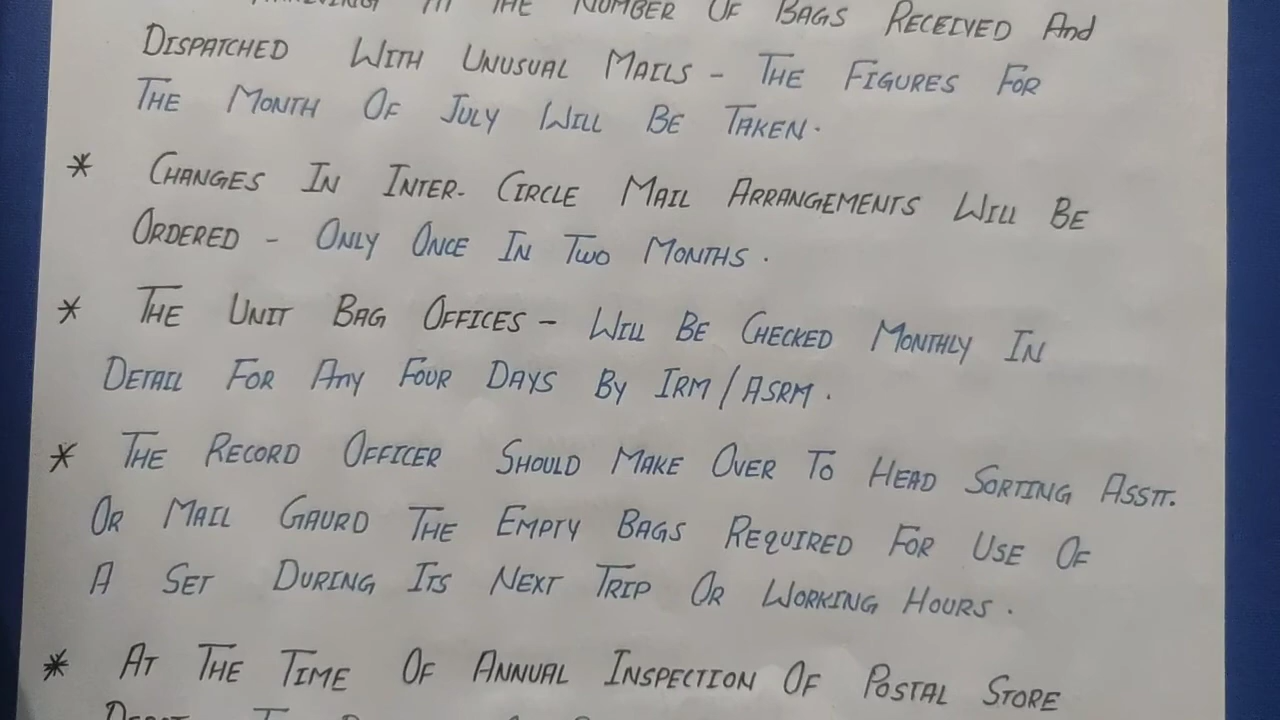 THE NUMBER OF BAGS RECEIVED And
DISPATCHED WITH UNUSUAL MAILS - THE FIGURES FOR
THE MONTH OF JULY WILL BE TAKEN.
* CHANGES IN INTER- CIRCLE MAIL ARRANGEMENTS WILL BE
ORDERED - ONLY ONCE IN TWO MONTHS.
* THE UNIT BAG OFFICES - WILL BE CHECKED MONTHLY IN
DETAIL FOR Any FOUR DAYS By IRM/ASRM.
* THE RECORD OFFICER SHOULD MAKE OVER TO HEAD SORTING ASSTT.
OR MAIL GAURD THE EMPTY BAGS REQUIRED FOR USE OF
A SET DURING ITS NEXT TRIP OR WORKING HOURS.
* AT THE TIME OF ANNUAL INSPECTION OF POSTAL STORE